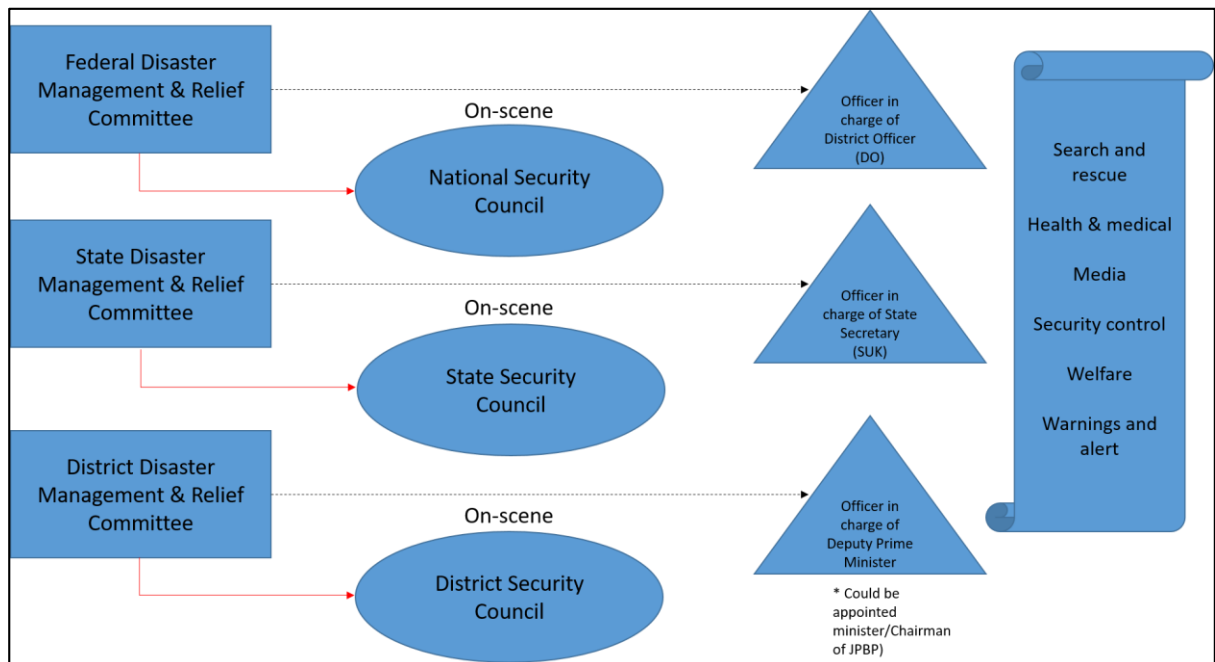 Federal Disaster
Management & Relief
Committee
On-scene
National Security
Council
Officer in
charge of
District Officer
(DO)
State Disaster
Management & Relief
Committee
On-scene
State Security
Council
Officer in
charge of State
Secretary
(SUK)
District Disaster
Management & Relief
Committee
On-scene
District Security
Council
Officer in
charge of
Deputy Prime
Minister
* Could be
appointed
minister/Chairman
of JPBP)
Search and
rescue
Health & medical
Media
Security control
Welfare
Warnings and
alert